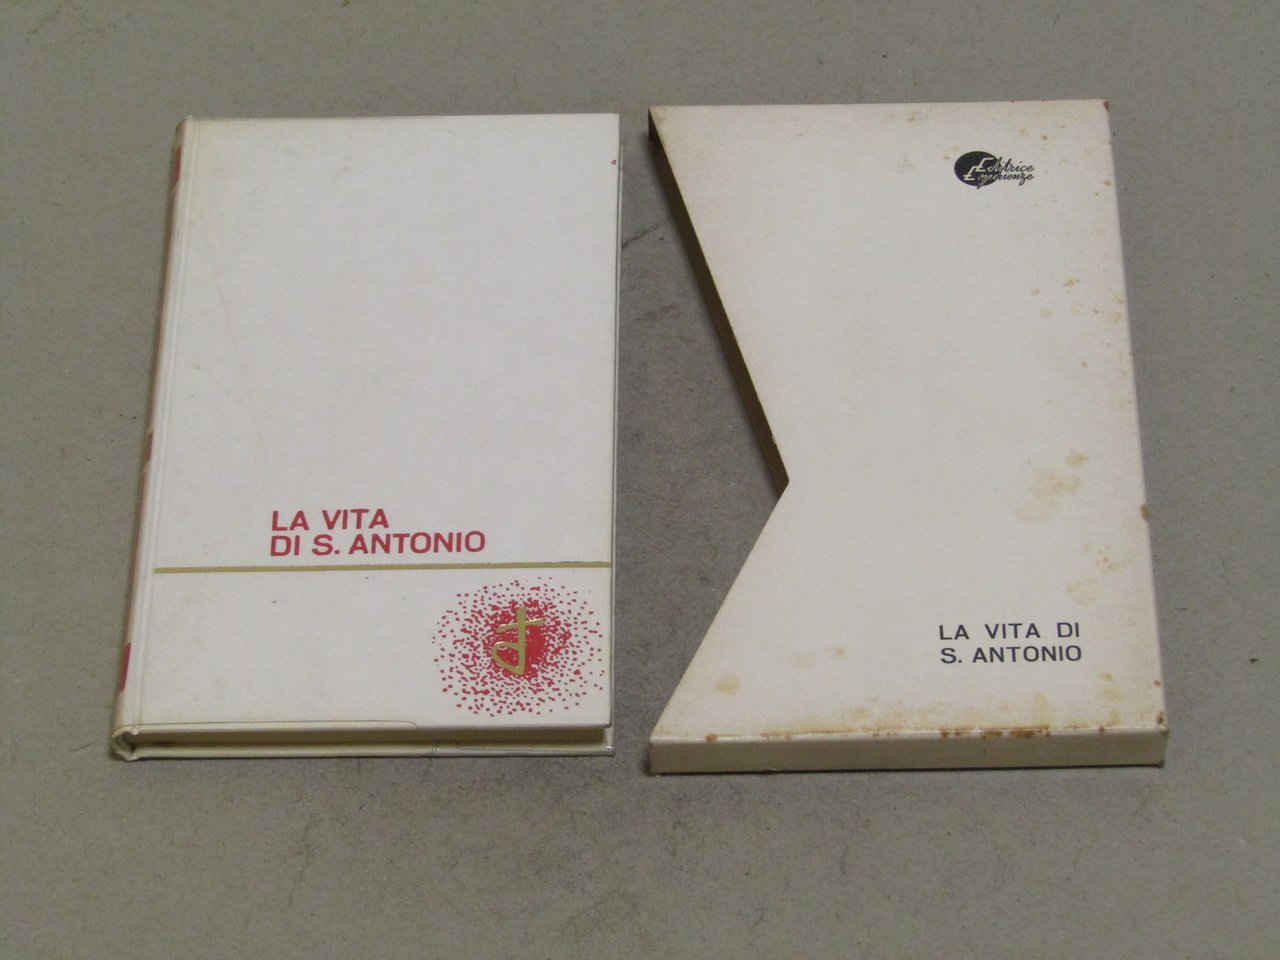 LA VITA
DI S. ANTONIO
Editrice
Esperienze
LA VITA DI
S. ANTONIO